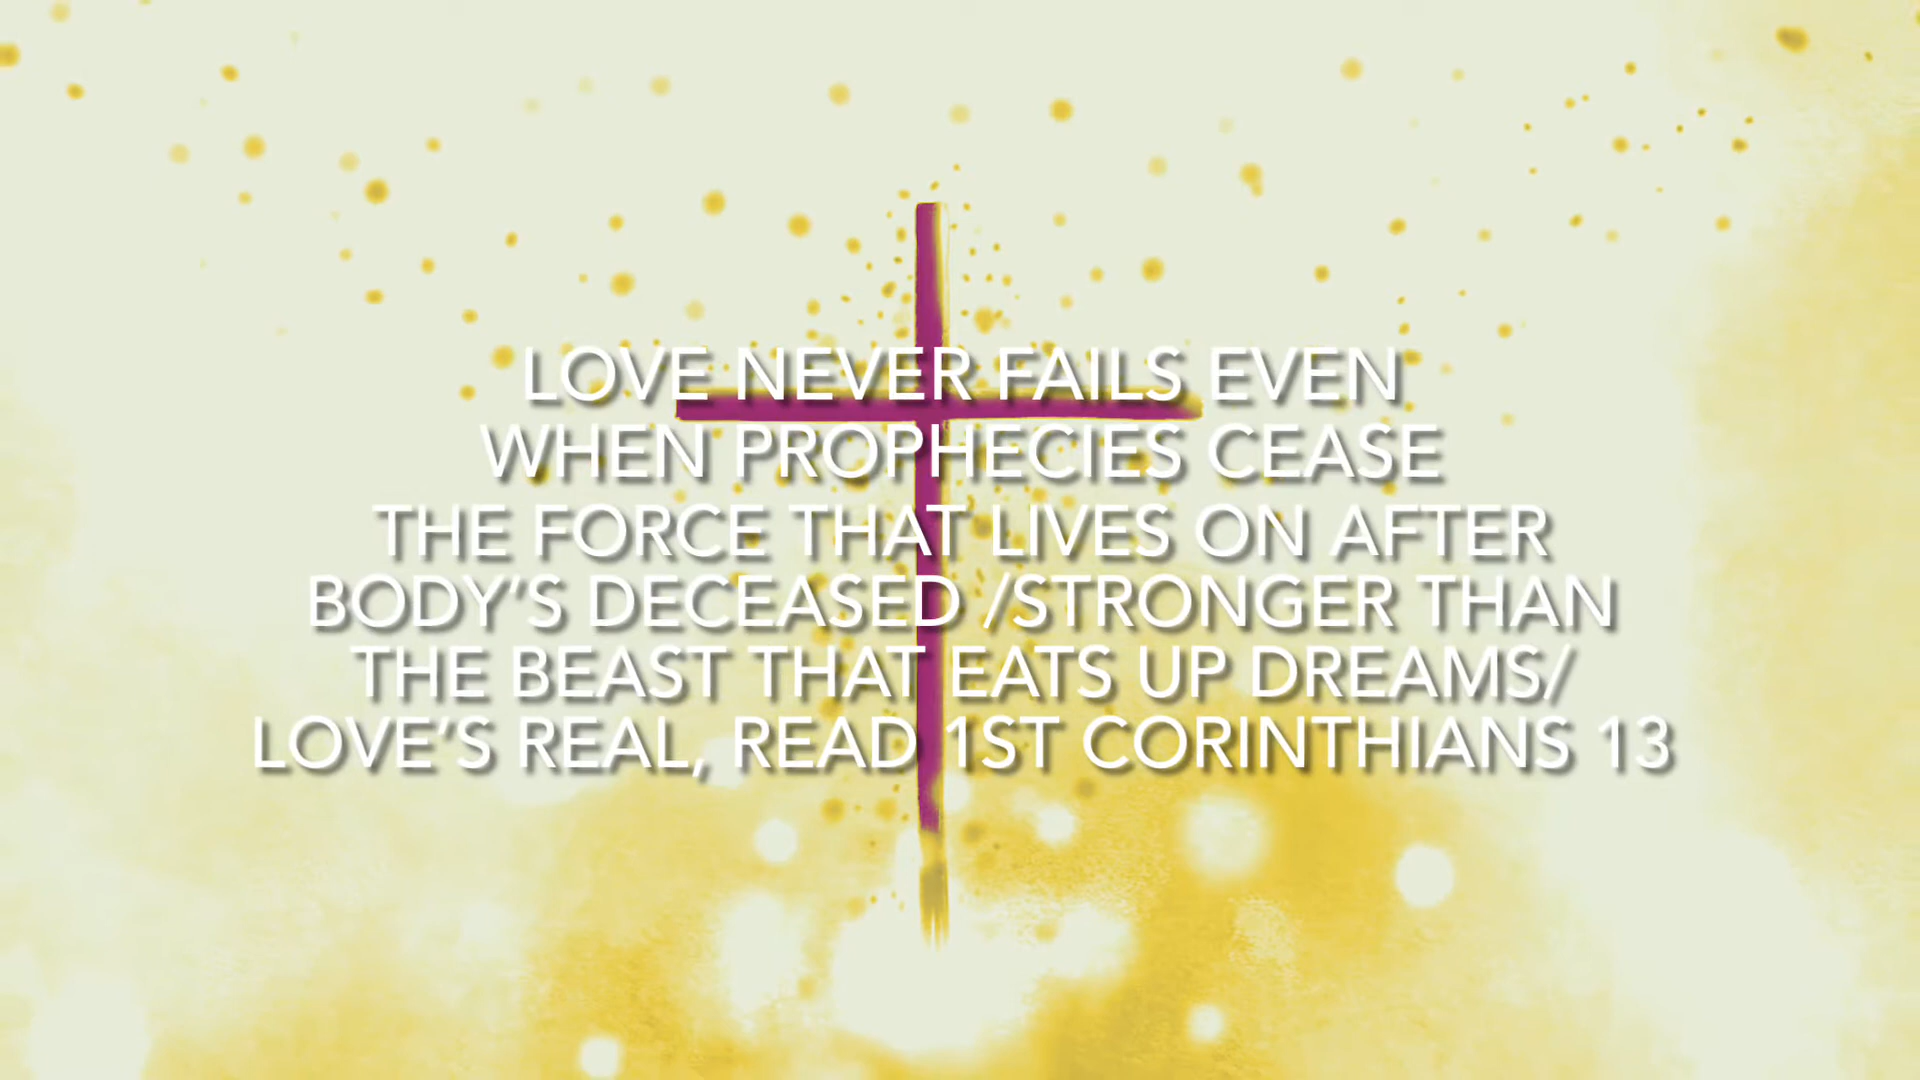 LOVE NEVER FAILS EVEN
WHEN PROPHECIES CEASE
THE FORCE THAT LIVES ON AFTER
BODY’S DECEASED /STRONGER THAN
THE BEAST THAT EATS UP DREAMS/
LOVE’S REAL, READ 1ST CORINTHIANS 13